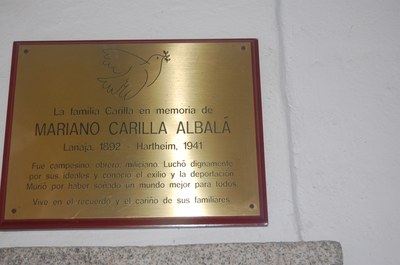 La familia Carilla en memoria de
MARIANO CARILLA ALBALÁ
Lanaja, 1892 - Hartheim, 1941
Fue campesino, obrero, miliciano. Luchó dignamente
por sus ideales y conoció el exilio y la deportación
Murió por haber soñado un mundo mejor para todos
Vive en el recuerdo y el cariño de sus familiares